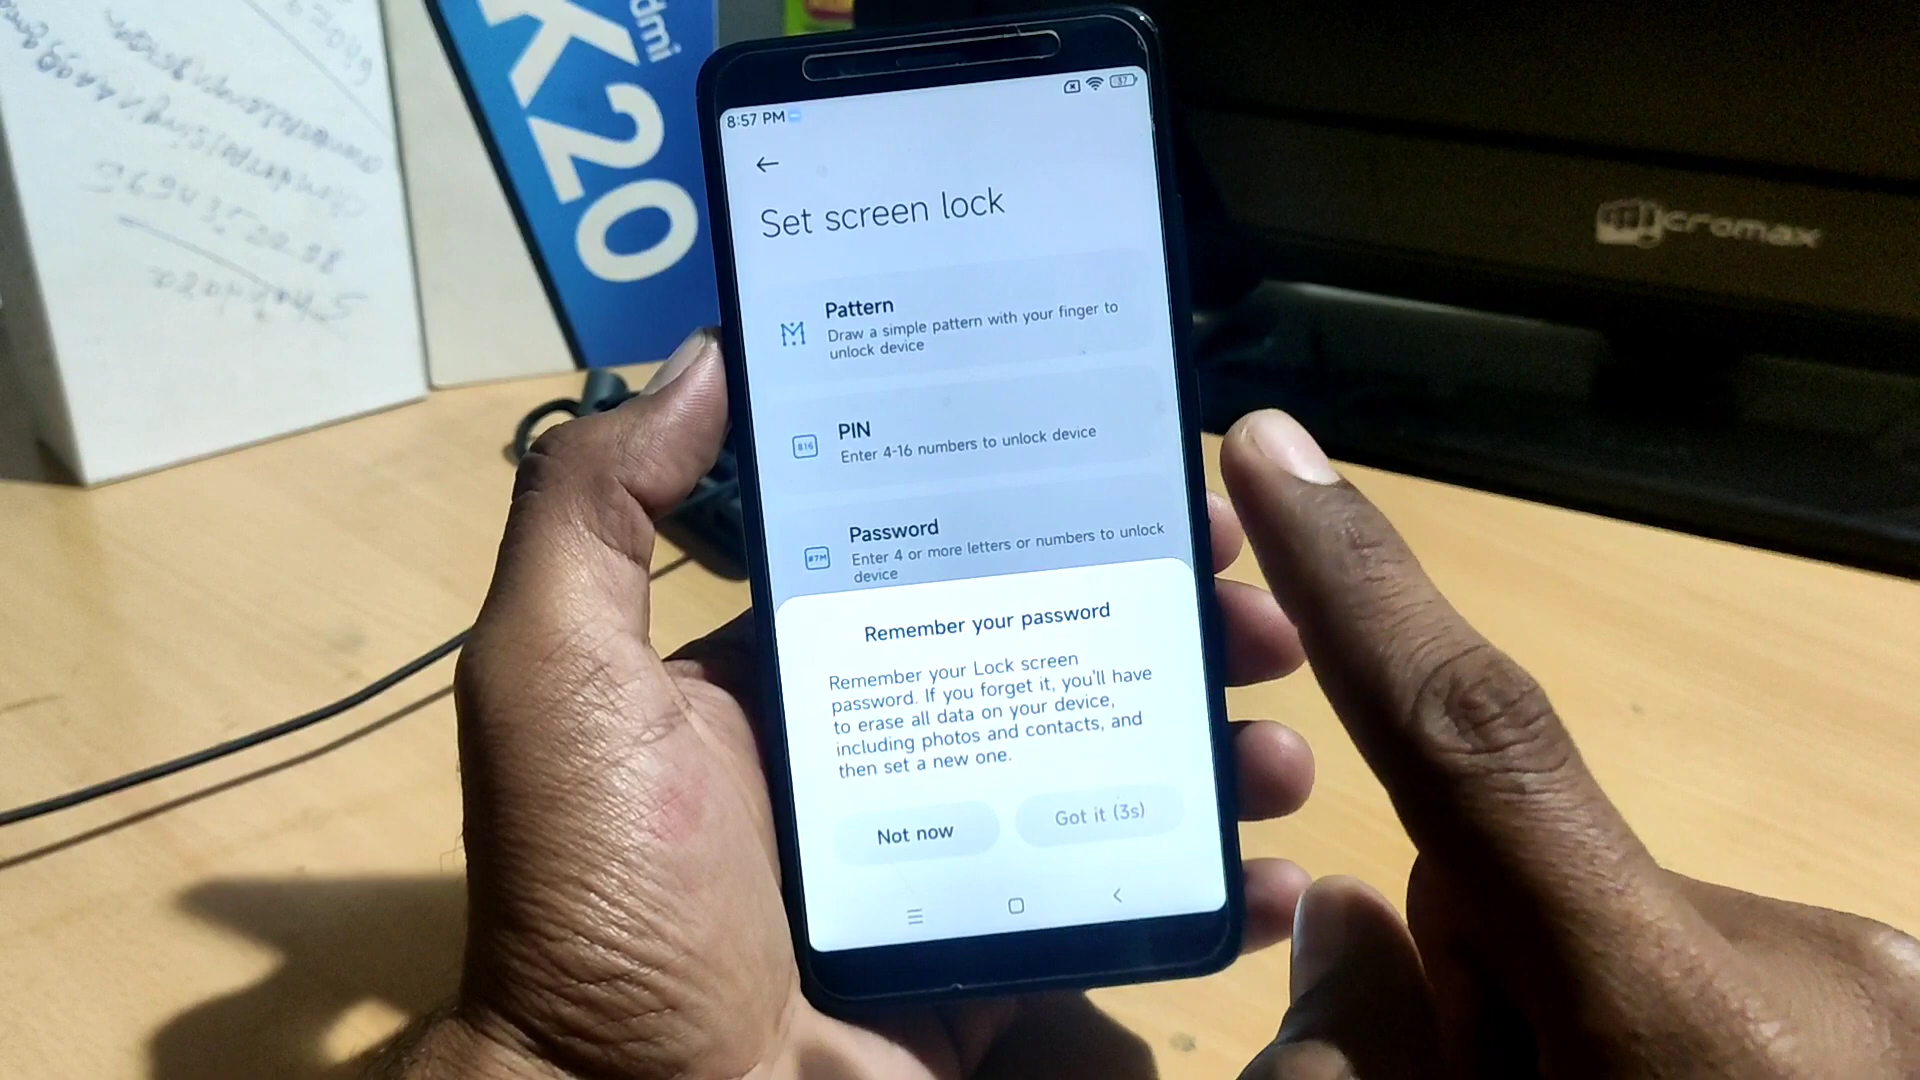 K20
dmi
8:57 PM
37
Set screen lock
Pattern
Draw a simple pattern with your finger to
unlock device
PIN
Enter 4-16 numbers to unlock device
Password
Enter 4 or more letters or numbers to unlock
device
Remember your password
Remember your Lock screen
password. If you forget it, you'll have
to erase all data on your device,
including photos and contacts, and
then set a new one.
Not now
Got it (3s)
Micromax